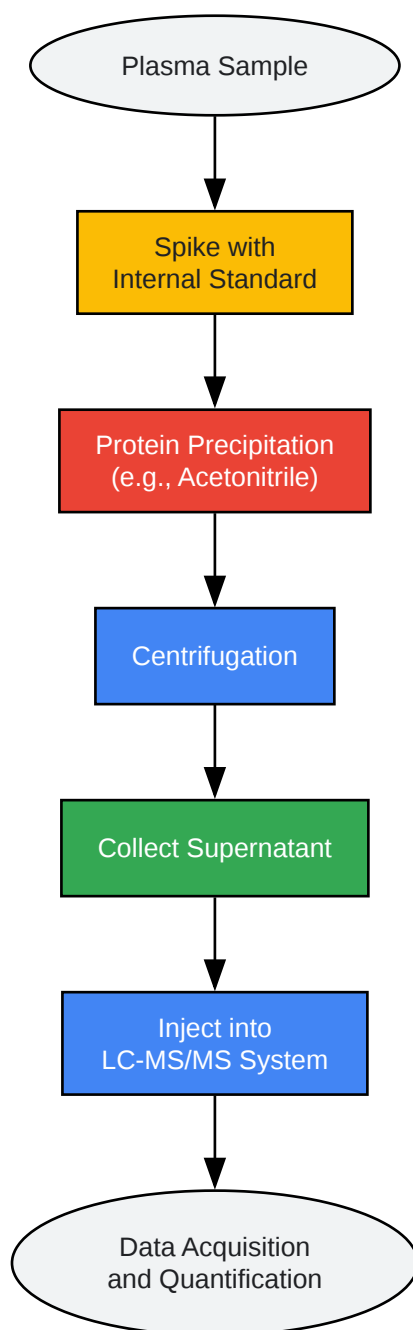 Plasma Sample
Spike with
Internal Standard
Protein Precipitation
(e.g., Acetonitrile)
Centrifugation
Collect Supernatant
Inject into
LC-MS/MS System
Data Acquisition
and Quantification